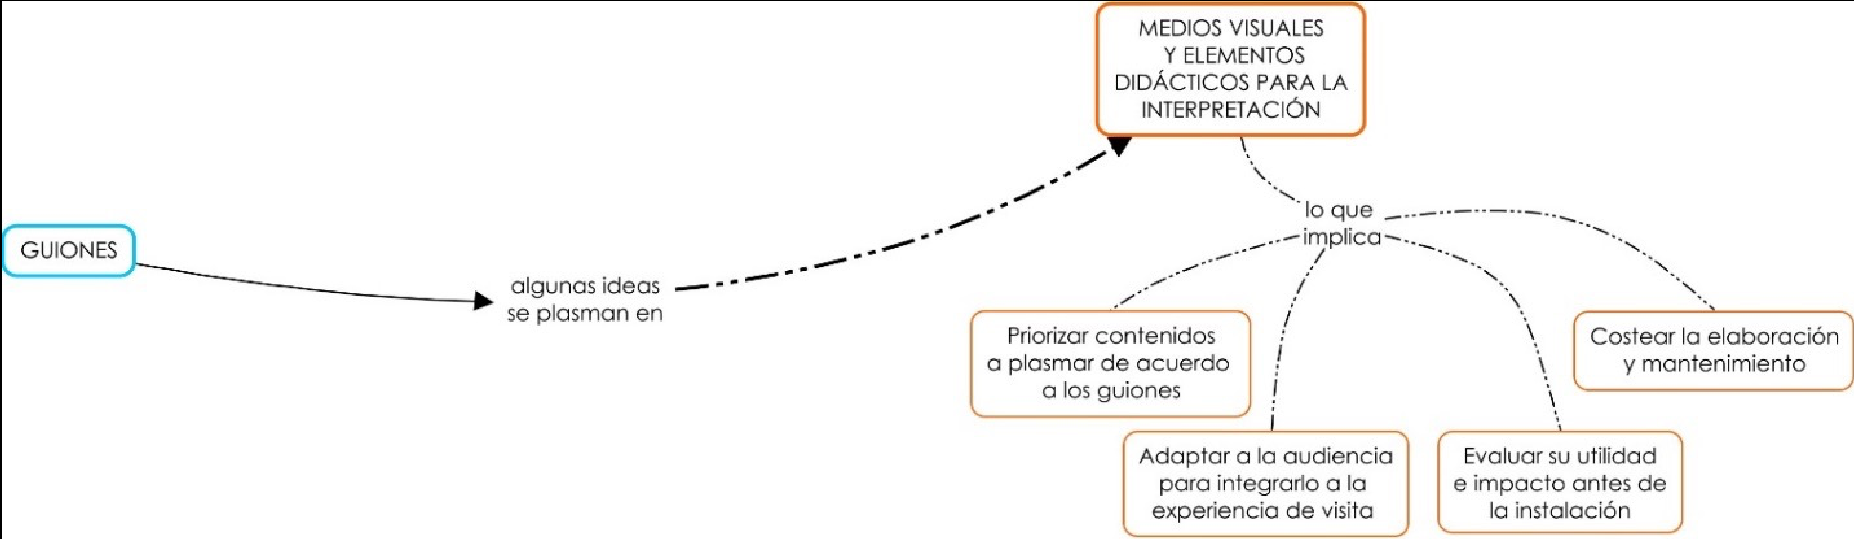 MEDIOS VISUALES
Y ELEMENTOS
DIDÁCTICOS PARA LA
INTERPRETACIÓN
GUIONES
algunas ideas
se plasman en
lo que
implica
Priorizar contenidos
a plasmar de acuerdo
a los guiones
Adaptar a la audiencia
para integrarlo a la
experiencia de visita
Evaluar su utilidad
e impacto antes de
la instalación
Costear la elaboración
y mantenimiento